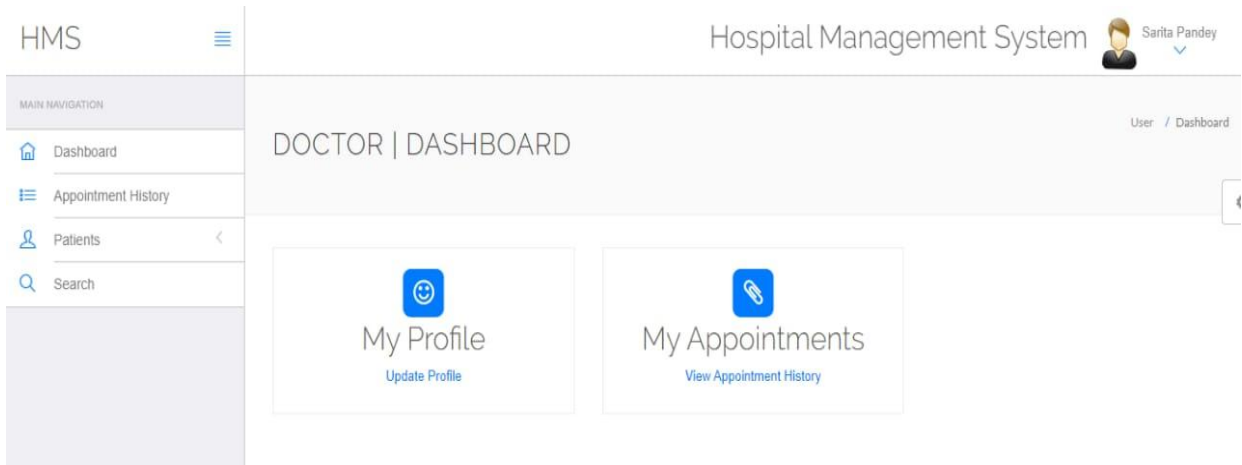 HMS
Hospital Management System
Sarita Pandey
MAIN NAVIGATION
Dashboard
Appointment History
Patients
Search
DOCTOR | DASHBOARD
User / Dashboard
My Profile
Update Profile
My Appointments
View Appointment History